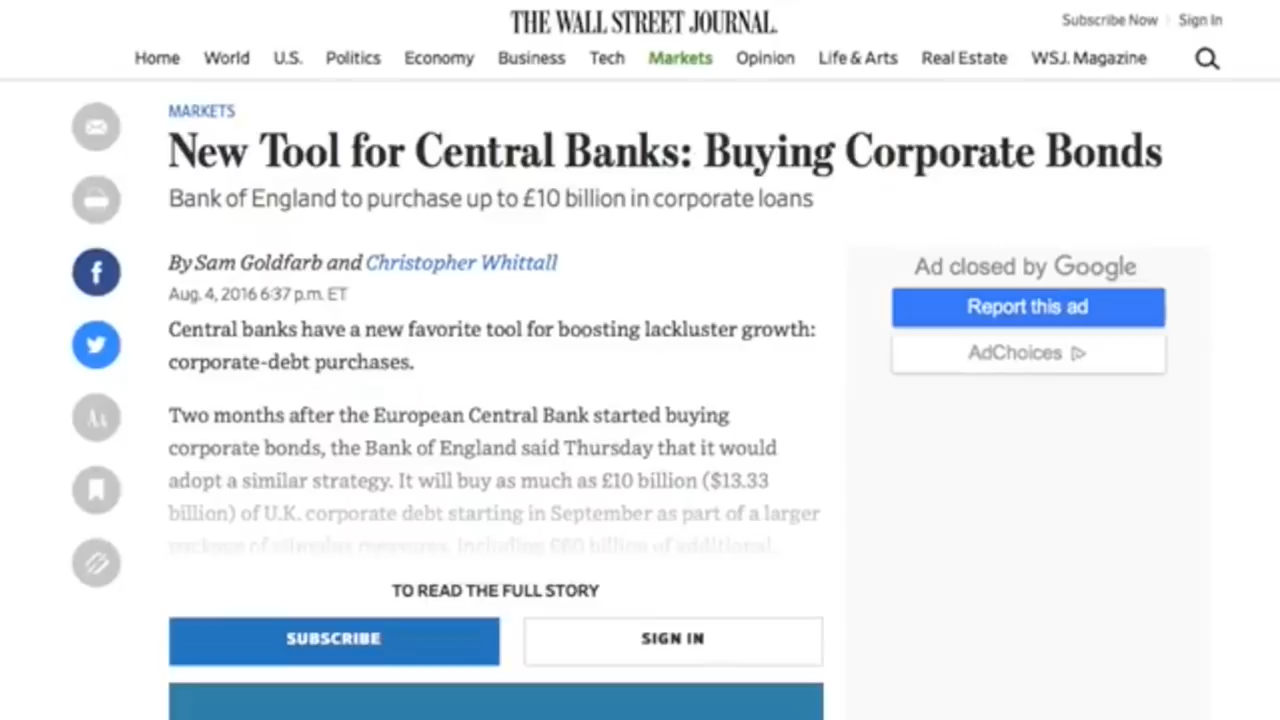 THE WALL STREET JOURNAL.
Subscribe Now | Sign In
Home World U.S. Politics Economy Business Tech Markets Opinion Life & Arts Real Estate WSJ. Magazine
MARKETS
New Tool for Central Banks: Buying Corporate Bonds
Bank of England to purchase up to £10 billion in corporate loans
By Sam Goldfarb and Christopher Whittall
Aug. 4, 2016 6:37 p.m. ET
Central banks have a new favorite tool for boosting lackluster growth:
corporate-debt purchases.
Two months after the European Central Bank started buying
corporate bonds, the Bank of England said Thursday that it would
adopt a similar strategy. It will buy as much as £10 billion ($13.33
billion) of U.K. corporate debt starting in September as part of a larger
package of stimulus measures, including £60 billion of additional
TO READ THE FULL STORY
SUBSCRIBE
SIGN IN
Ad closed by Google
Report this ad
AdChoices
f
AA